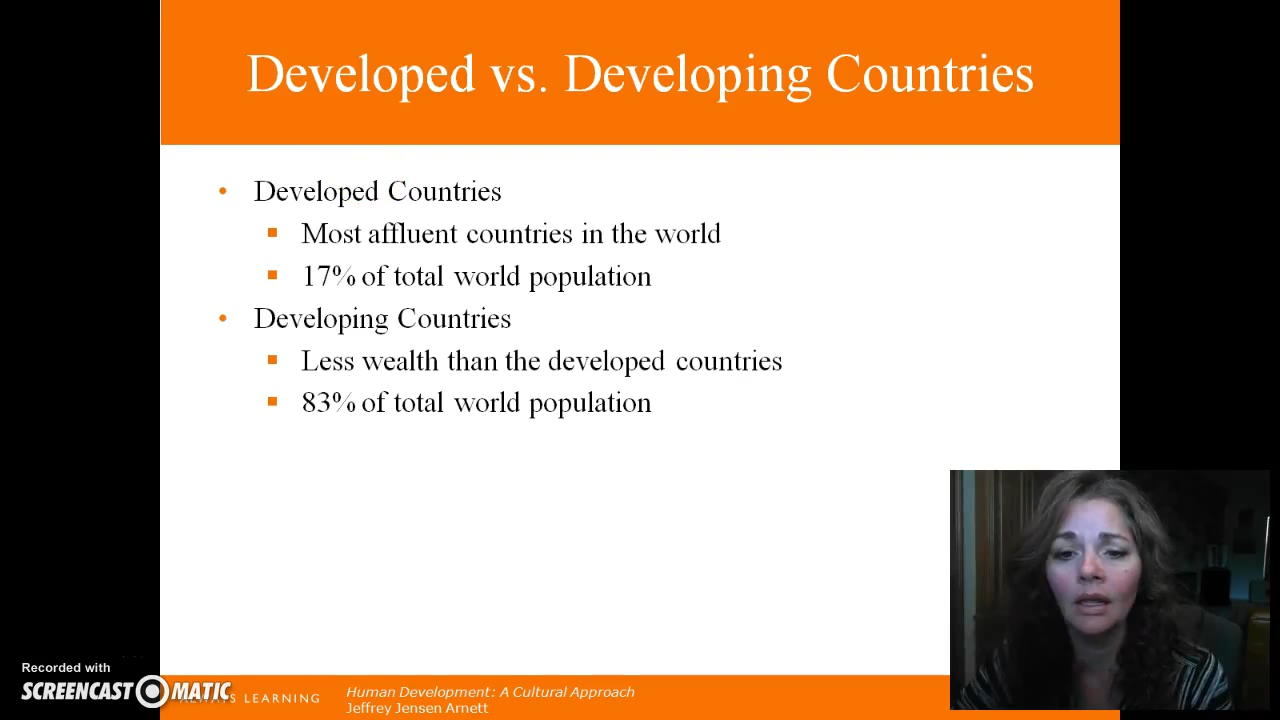 Developed vs. Developing Countries
• Developed Countries
▪ Most affluent countries in the world
▪ 17% of total world population
• Developing Countries
▪ Less wealth than the developed countries
▪ 83% of total world population
Recorded with
SCREENCAST MATIC
ALWAYS LEARNING
Human Development: A Cultural Approach
Jeffrey Jensen Arnett